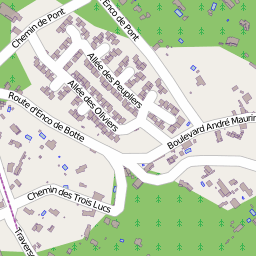 Chemin de Pont
Enco de Pont
Allée des Peupliers
Allée des Oliviers
Route d'Enco de Botte
Boulevard André Maurin
Chemin des Trois Lucs
Travers